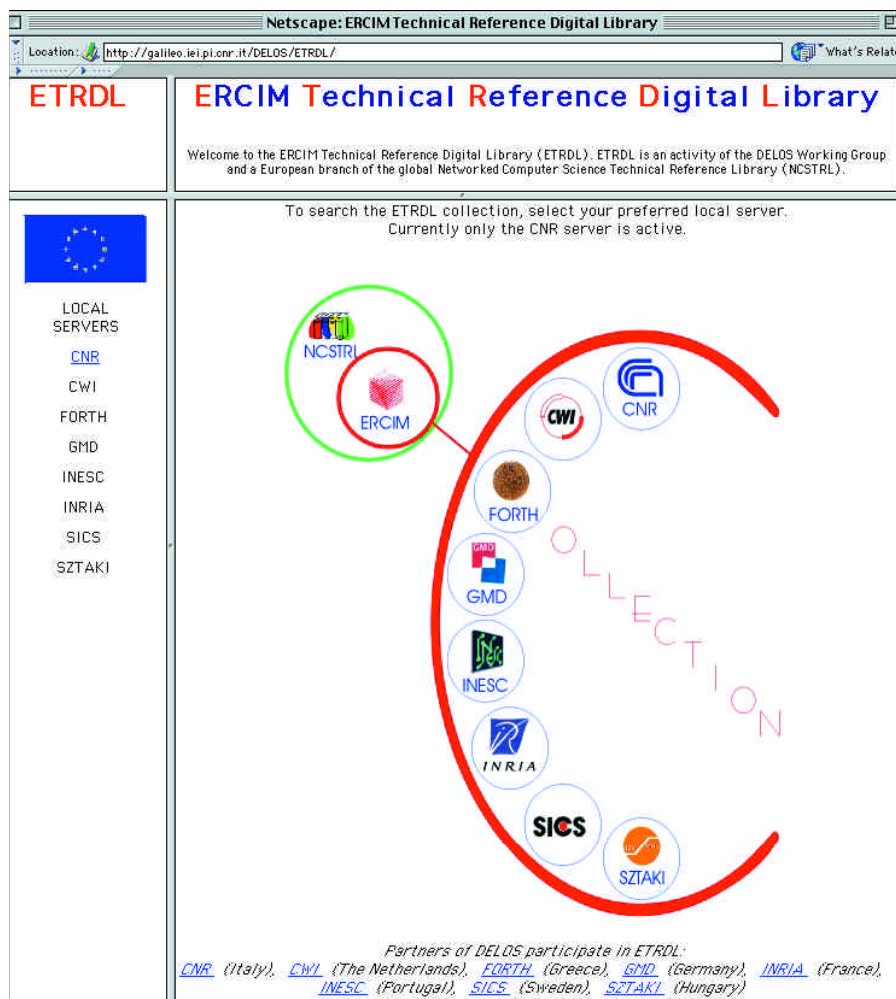 Netscape: ERCIM Technical Reference Digital Library
Location: http://galileo.iei.pi.cnr.it/DELOS/ETRDL/ What's Relat
ETRDL
ERCIM Technical Reference Digital Library
Welcome to the ERCIM Technical Reference Digital Library (ETRDL). ETRDL is an activity of the DELOS Working Group
and a European branch of the global Networked Computer Science Technical Reference Library (NCSTRL).
To search the ETRDL collection, select your preferred local server.
Currently only the CNR server is active.
LOCAL
SERVERS
CNR
CWI
FORTH
GMD
INESC
INRIA
SICS
SZTAKI
NCSTRL
ERCIM
CNR
CWI
FORTH
GMD
GMD
INESC
INESC
INRIA
SICS
SZTAKI
OLLECTION
Partners of DELOS participate in ETRDL:
CNR (Italy), CWI (The Netherlands), FORTH (Greece), GMD (Germany), INRIA (France),
INESC (Portugal), SICS (Sweden), SZTAKI (Hungary)